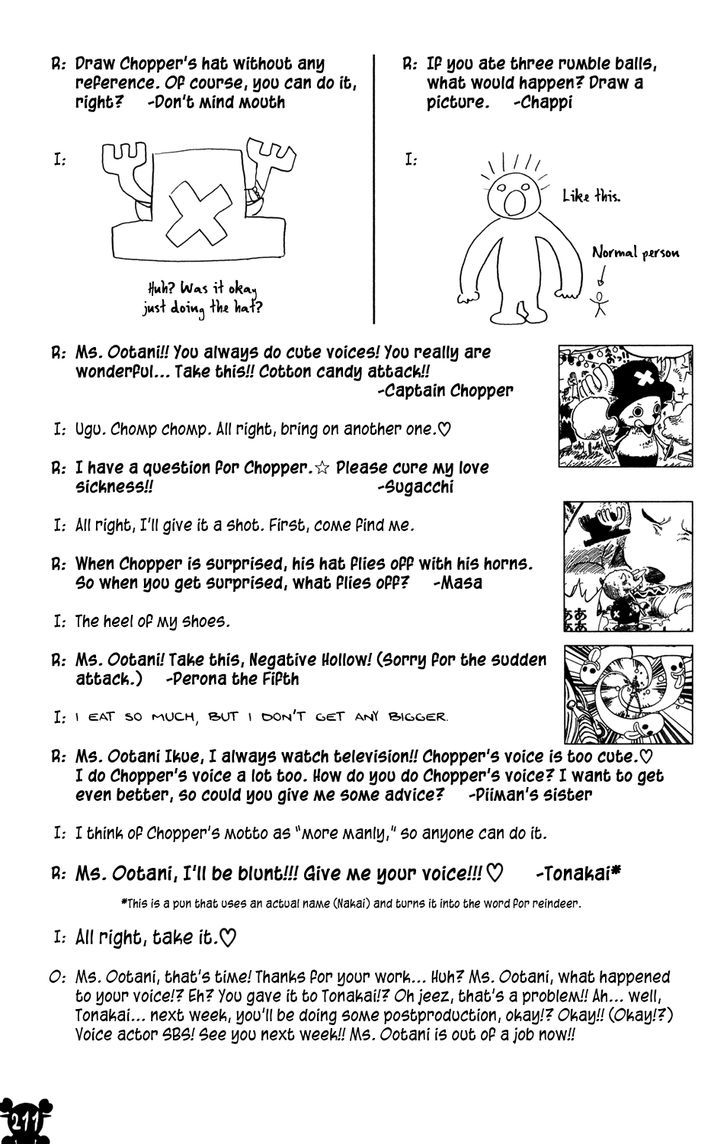 R: Draw Chopper's hat without any
reference. Of course, you can do it,
right? -Don't mind mouth
I:
Huh? Was it okay
just doing the hat?
R: If you ate three rumble balls,
what would happen? Draw a
picture. -Chappi
I:
Like this.
Normal person
R: Ms. Ootani!! You always do cute voices! You really are
wonderful... Take this!! Cotton candy attack!!
-Captain Chopper
I: Ugu. Chomp chomp. All right, bring on another one.♡
R: I have a question for Chopper.☆ Please cure my love
sickness!! -Sugacchi
I: All right, I'll give it a shot. First, come find me.
R: When Chopper is surprised, his hat flies off with his horns.
So when you get surprised, what flies off? -Masa
I: The heel of my shoes.
ああ
ああ
R: Ms. Ootani! Take this, Negative Hollow! (Sorry for the sudden
attack.) -Perona the Fifth
I: I EAT SO MUCH, BUT I DON'T GET ANY BIGGER.
R: Ms. Ootani Ikue, I always watch television!! Chopper's voice is too cute.♡
I do Chopper's voice a lot too. How do you do Chopper's voice? I want to get
even better, so could you give me some advice? -Piiman's sister
I: I think of Chopper's motto as "more manly," so anyone can do it.
R: Ms. Ootani, I'll be blunt!!! Give me your voice!!! ♡ -Tonakai*
*This is a pun that uses an actual name (Nakai) and turns it into the word for reindeer.
I: All right, take it.♡
O: Ms. Ootani, that's time! Thanks for your work... Huh? Ms. Ootani, what happened
to your voice!? Eh? You gave it to Tonakai!? Oh jeez, that's a problem!! Ah... well,
Tonakai... next week, you'll be doing some postproduction, okay!? Okay!! (Okay!?)
Voice actor SBS! See you next week!! Ms. Ootani is out of a job now!!
211